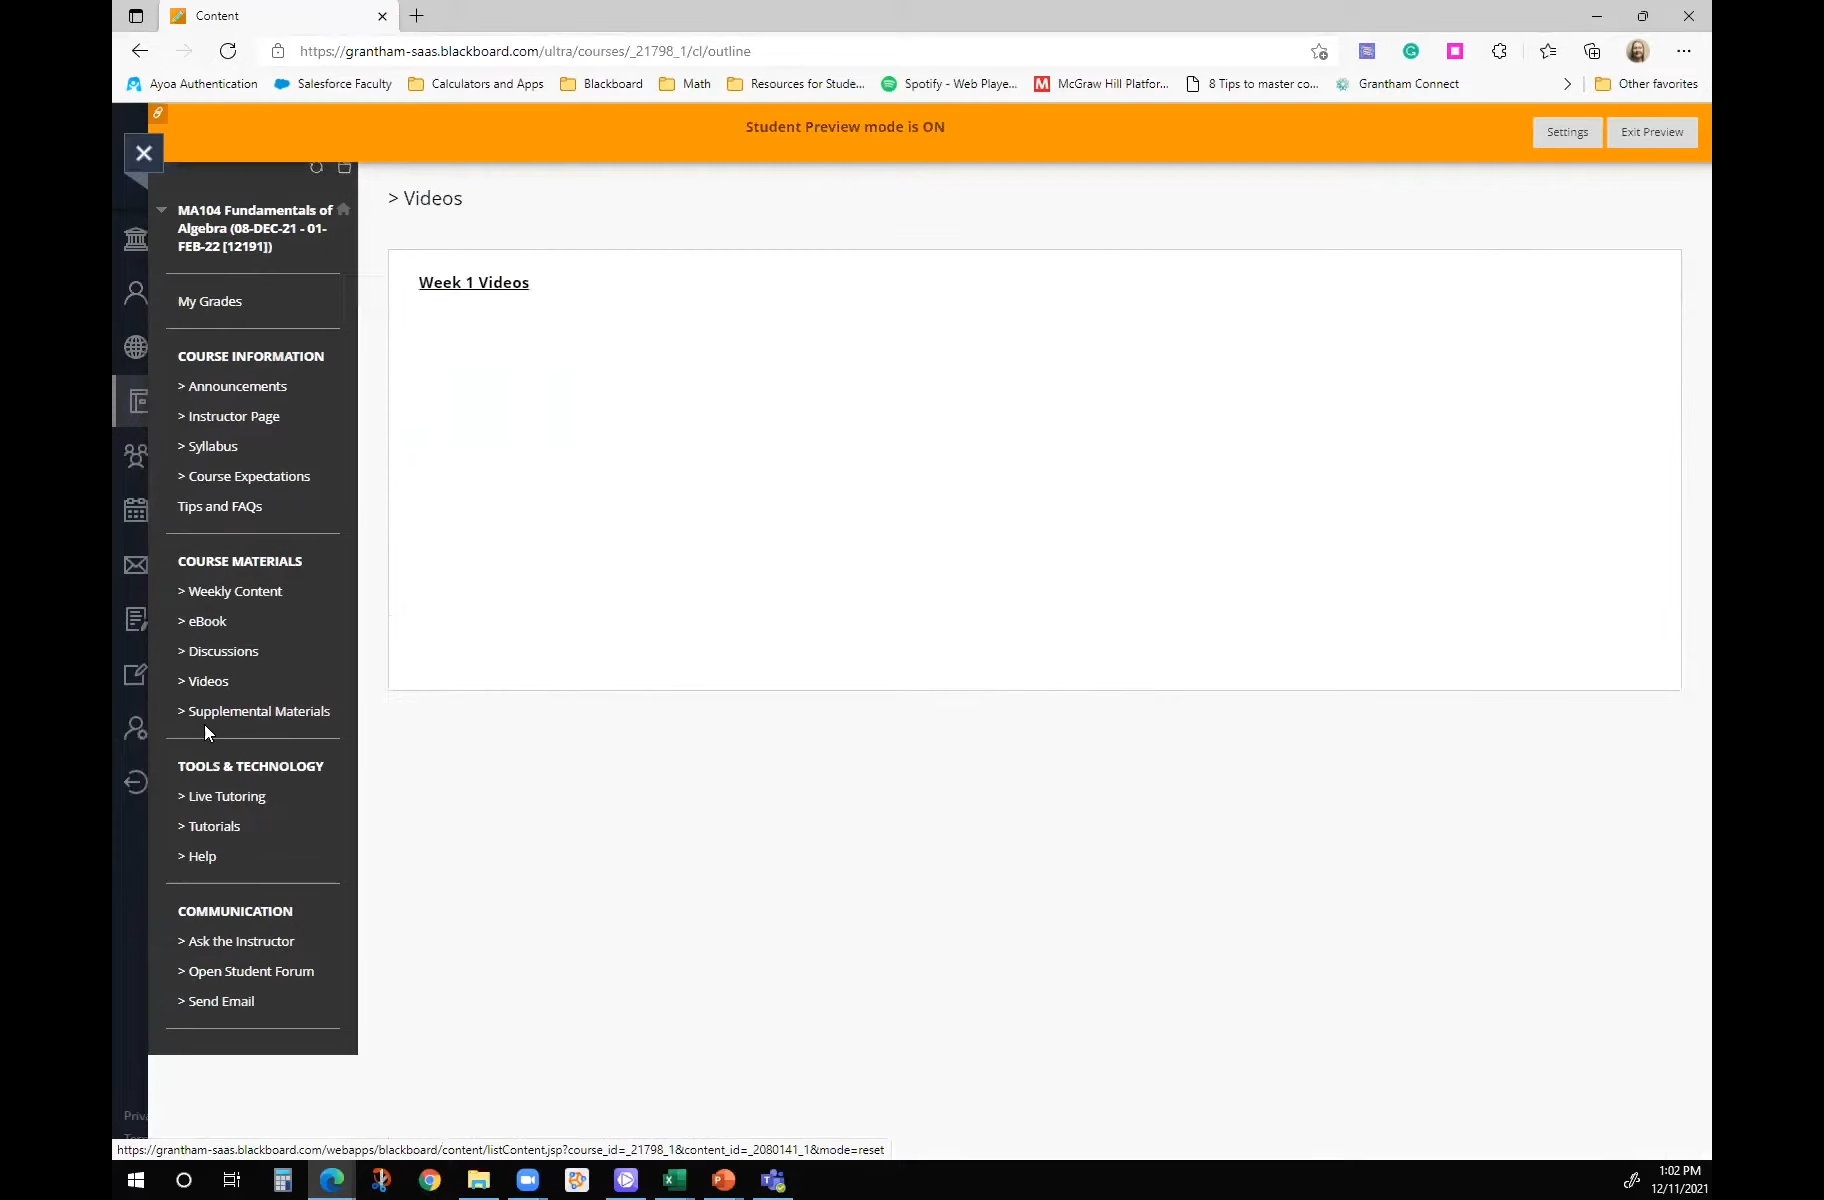 Content
https://grantham-saas.blackboard.com/ultra/courses/_21798_1/cl/outline
Ayoa Authentication
Salesforce Faculty
Calculators and Apps
Blackboard
Math
Resources for Stude...
Spotify - Web Playe...
McGraw Hill Platfor...
8 Tips to master co...
Grantham Connect
Other favorites
Student Preview mode is ON
Settings
Exit Preview
MA104 Fundamentals of
Algebra (08-DEC-21 - 01-
FEB-22 [12191])
My Grades
COURSE INFORMATION
> Announcements
> Instructor Page
> Syllabus
> Course Expectations
Tips and FAQs
COURSE MATERIALS
> Weekly Content
> eBook
> Discussions
> Videos
> Supplemental Materials
TOOLS & TECHNOLOGY
> Live Tutoring
> Tutorials
> Help
COMMUNICATION
> Ask the Instructor
> Open Student Forum
> Send Email
> Videos
Week 1 Videos
https://grantham-saas.blackboard.com/webapps/blackboard/content/listContent.jsp?course_id=_21798_1&content_id=_2080141_1&mode=reset
1:02 PM
12/11/2021